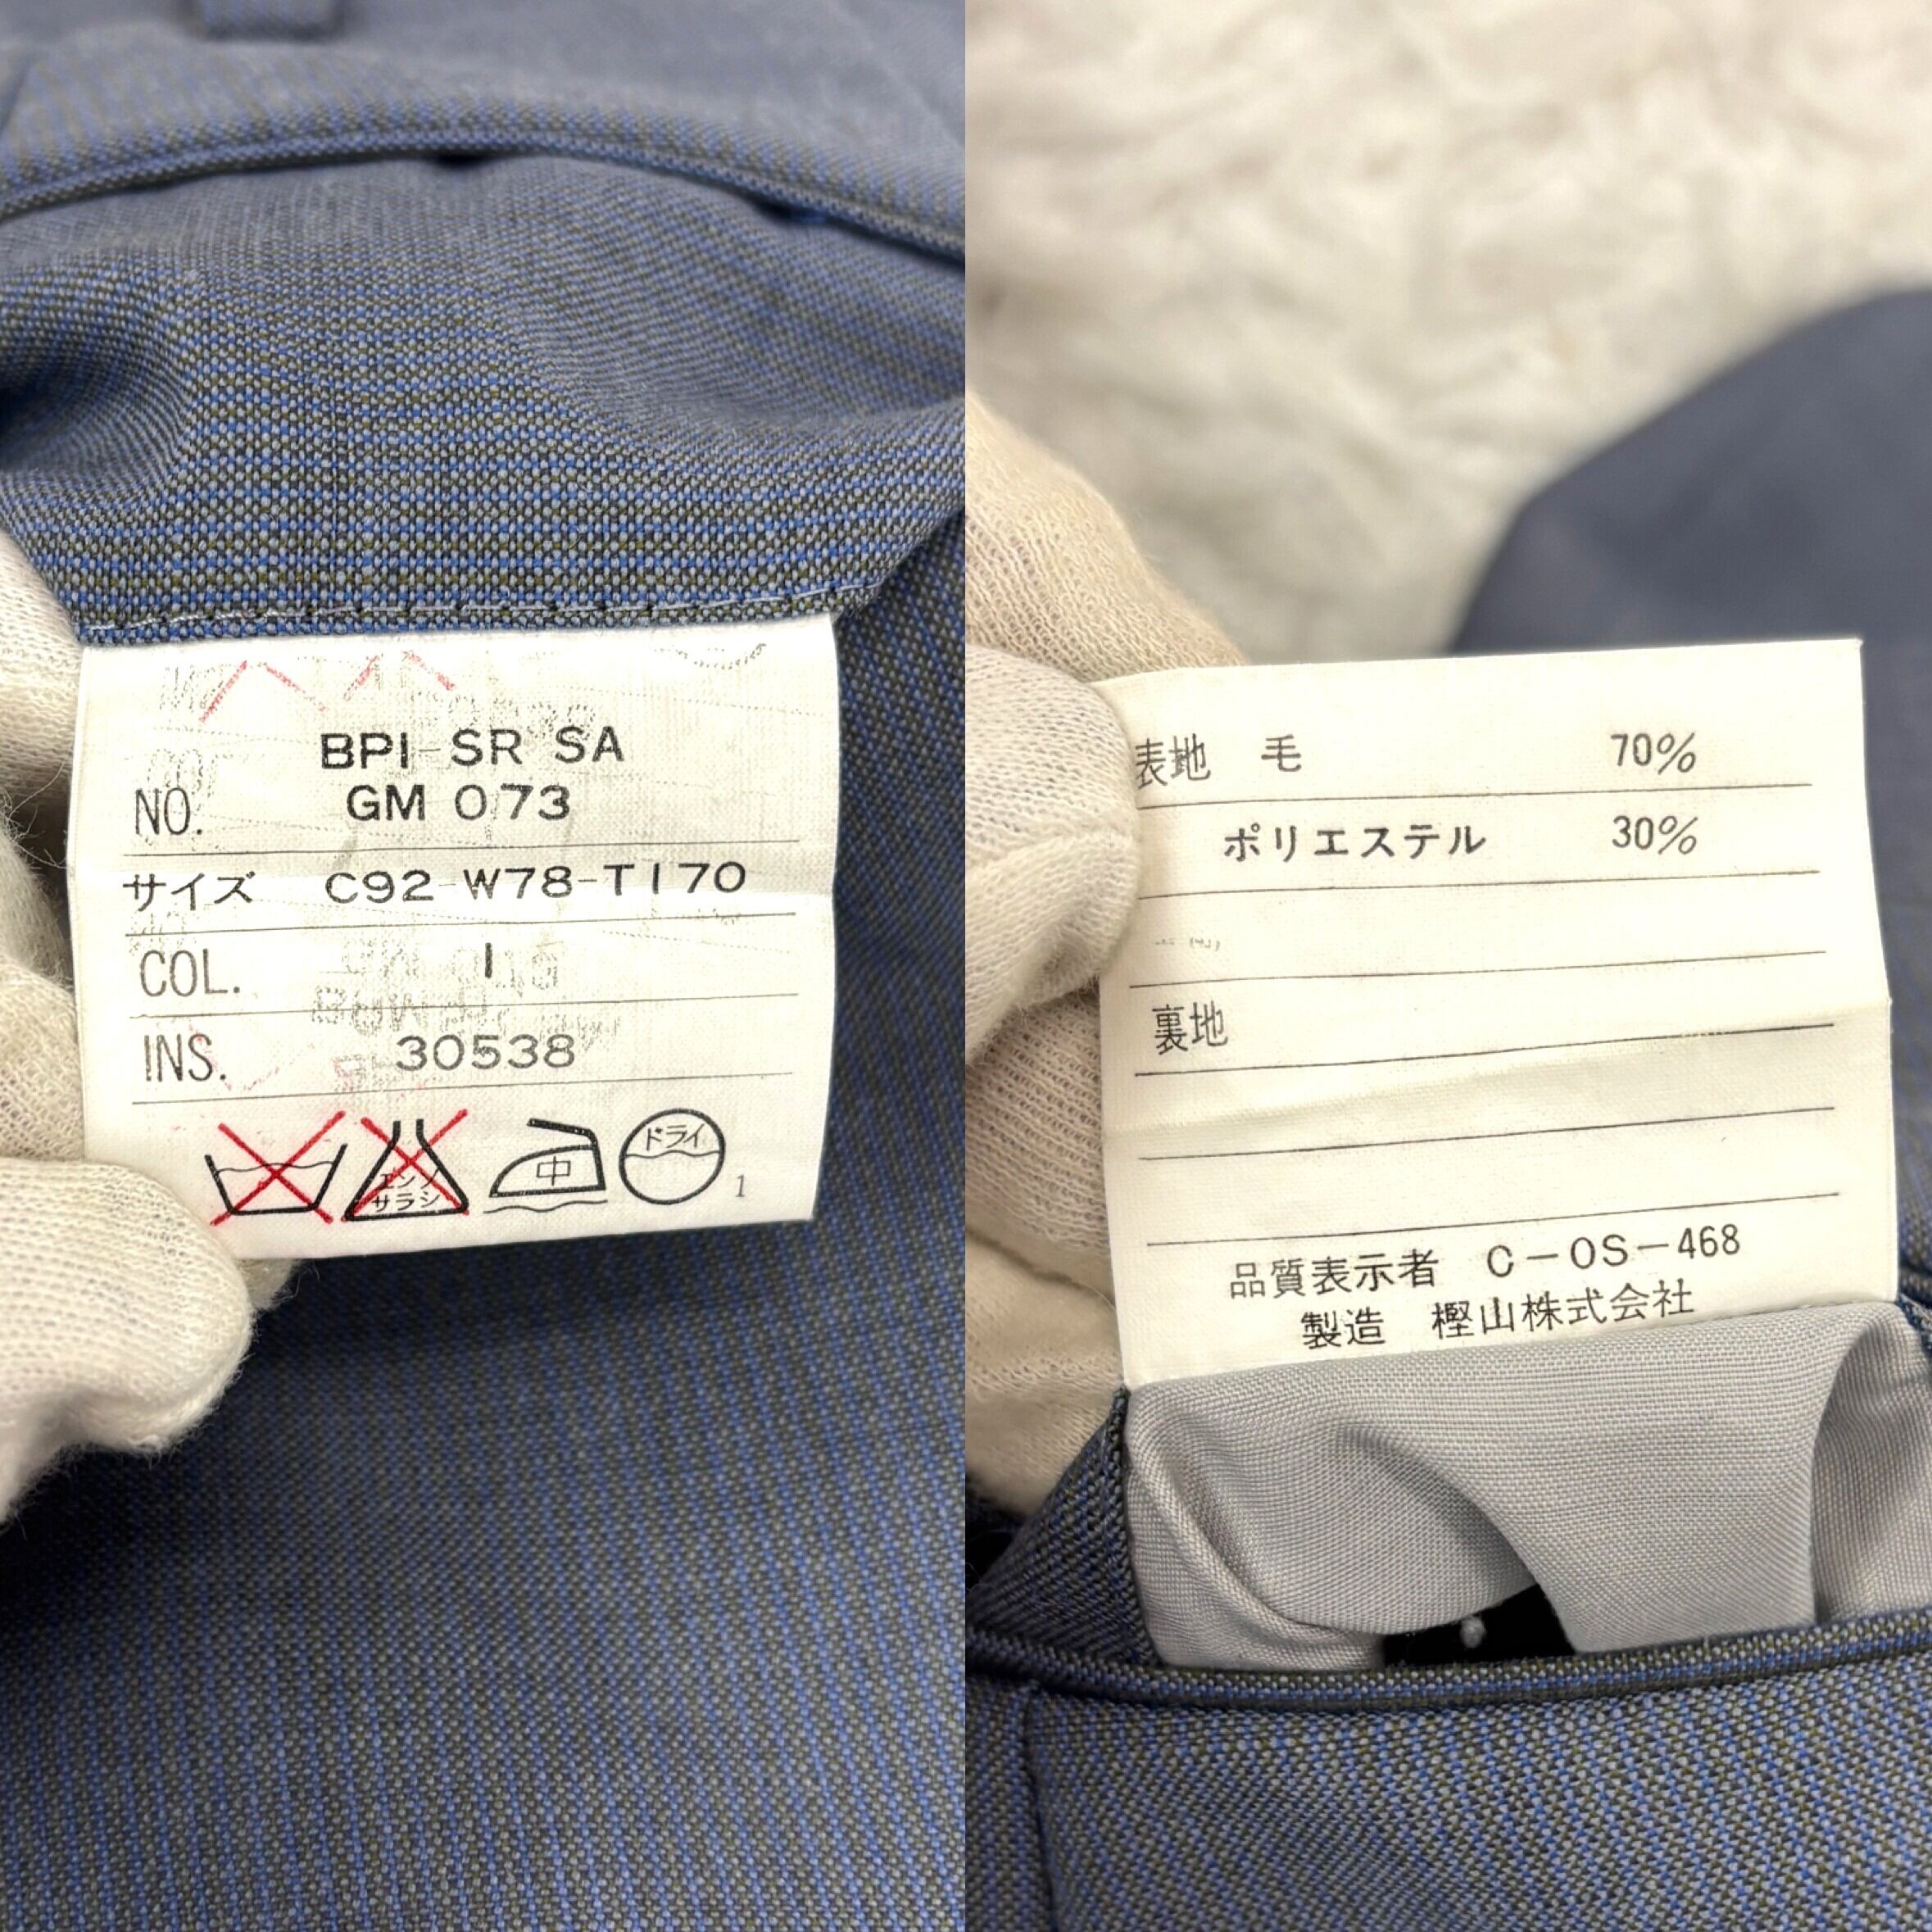 BPI-SR SA
NO. GM 073
サイズ C92-W78-T170
COL. 1
INS. 30538
エンソ
サラシ
中
ドライ
1
表地 毛 70%
ポリエステル 30%
裏地
品質表示者 C-OS-468
製造 樫山株式会社